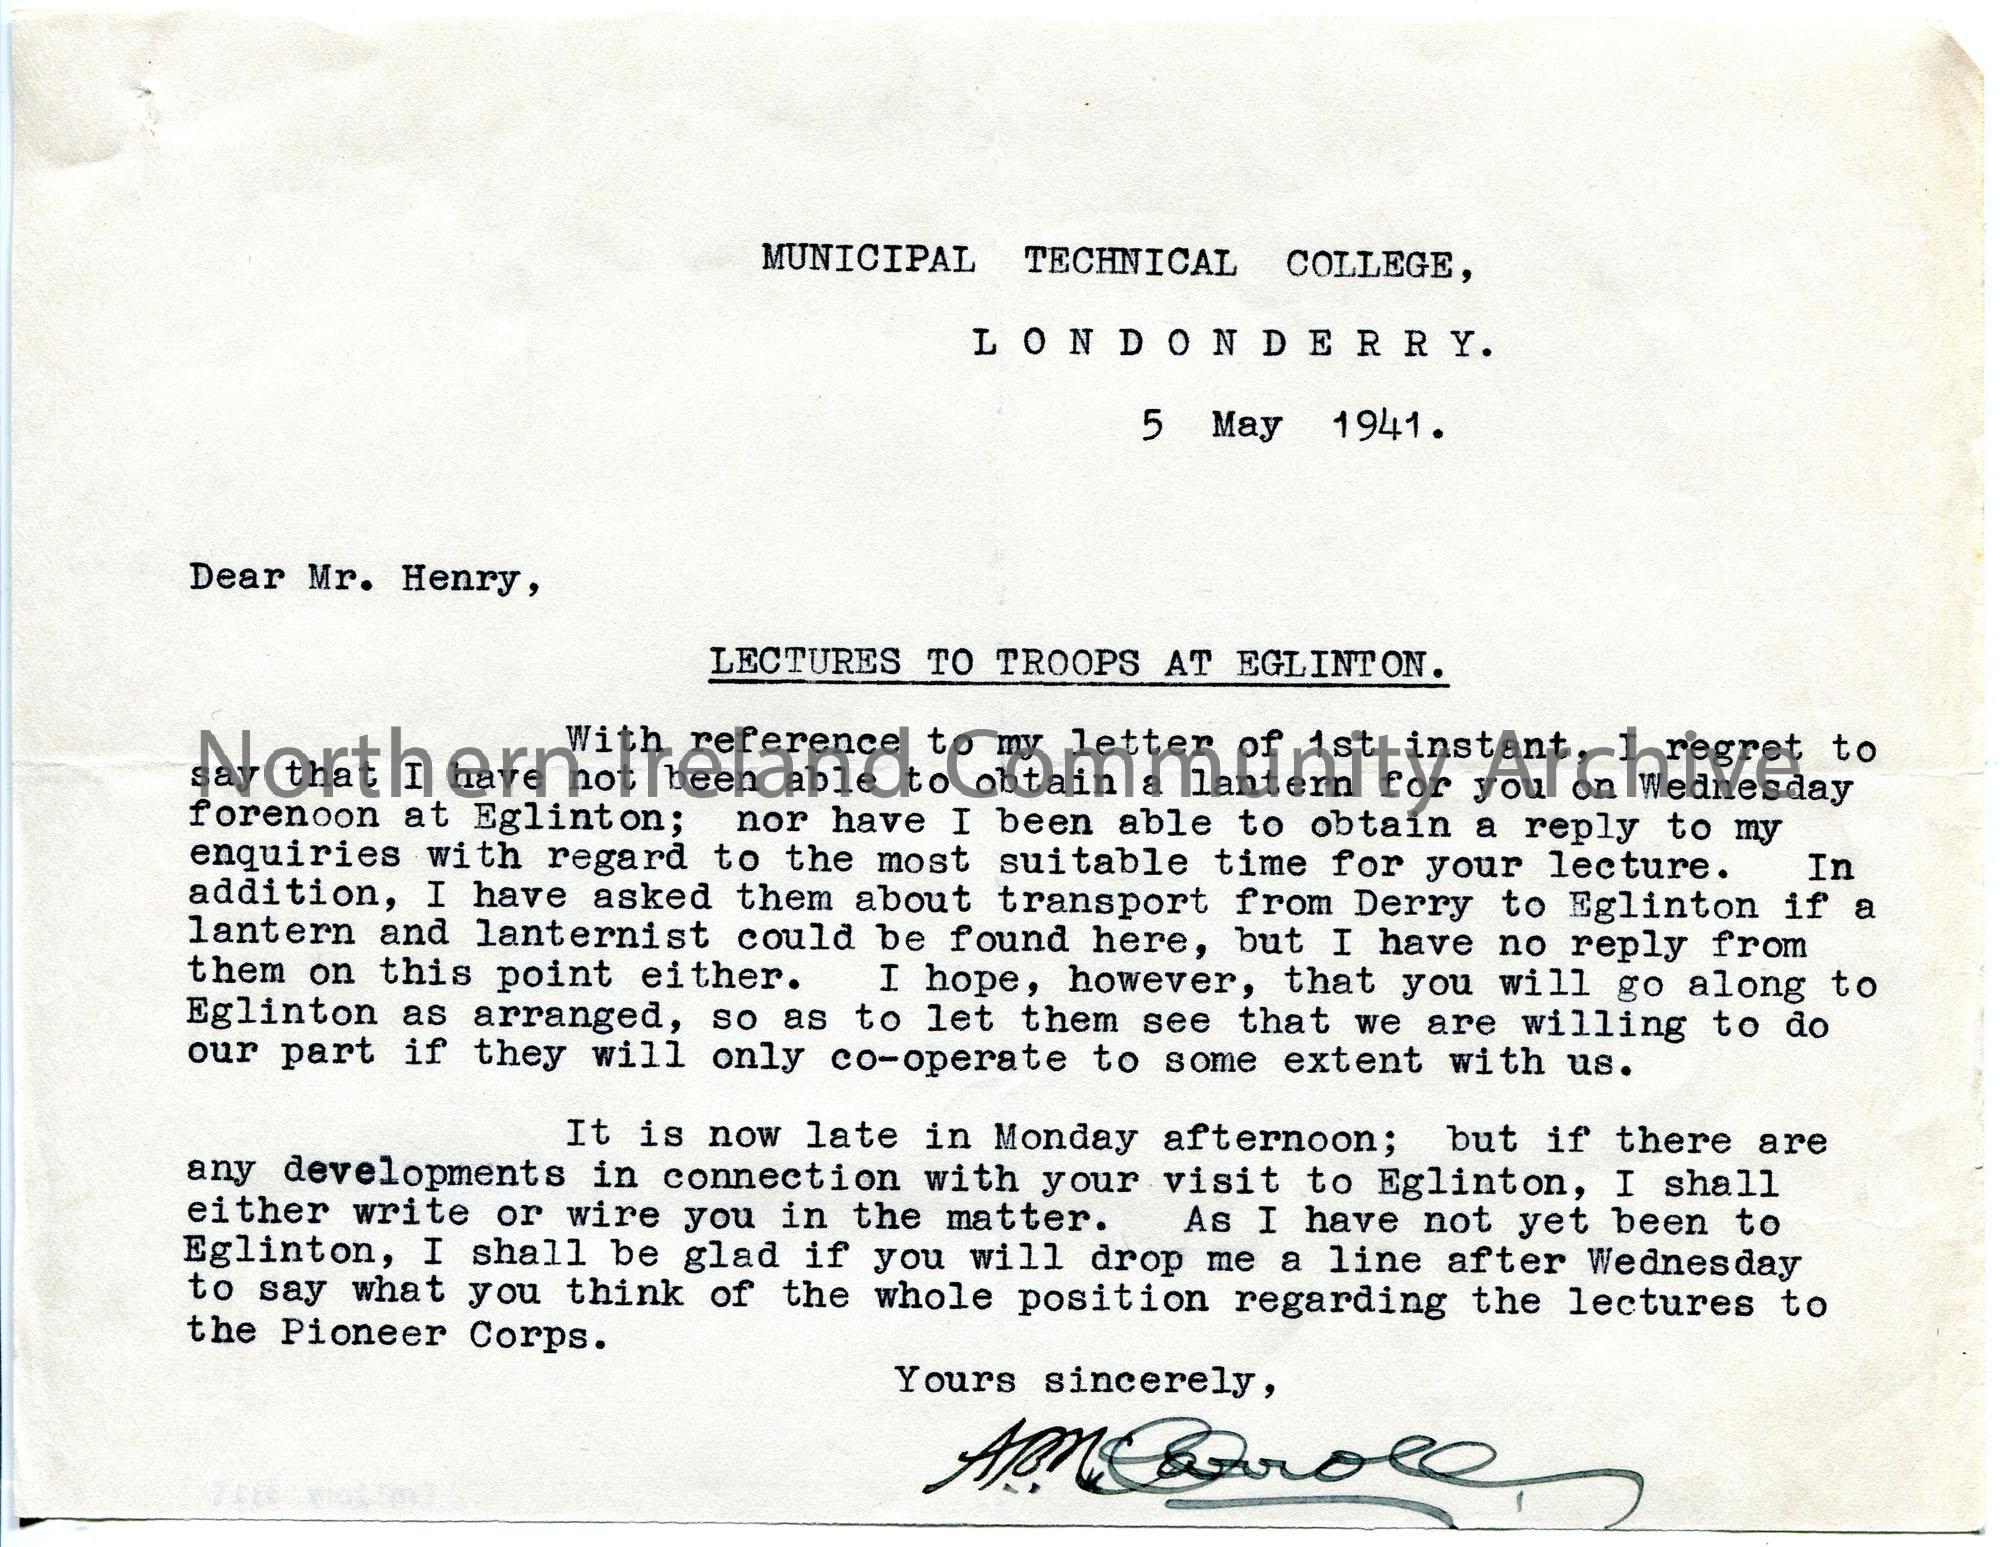 MUNICIPAL TECHNICAL COLLEGE,
LONDONDERRY.
5 May 1941.
Dear Mr. Henry,
LECTURES TO TROOPS AT EGLINTON.
Northern Ireland Community Archive
With reference to my letter of 1st instant, I regret to
say that I have not been able to obtain a lantern for you on Wednesday
forenoon at Eglinton; nor have I been able to obtain a reply to my
enquiries with regard to the most suitable time for your lecture. In
addition, I have asked them about transport from Derry to Eglinton if a
lantern and lanternist could be found here, but I have no reply from
them on this point either. I hope, however, that you will go along to
Eglinton as arranged, so as to let them see that we are willing to do
our part if they will only co-operate to some extent with us.
It is now late in Monday afternoon; but if there are
any developments in connection with your visit to Eglinton, I shall
either write or wire you in the matter. As I have not yet been to
Eglinton, I shall be glad if you will drop me a line after Wednesday
to say what you think of the whole position regarding the lectures to
the Pioneer Corps.
Yours sincerely,